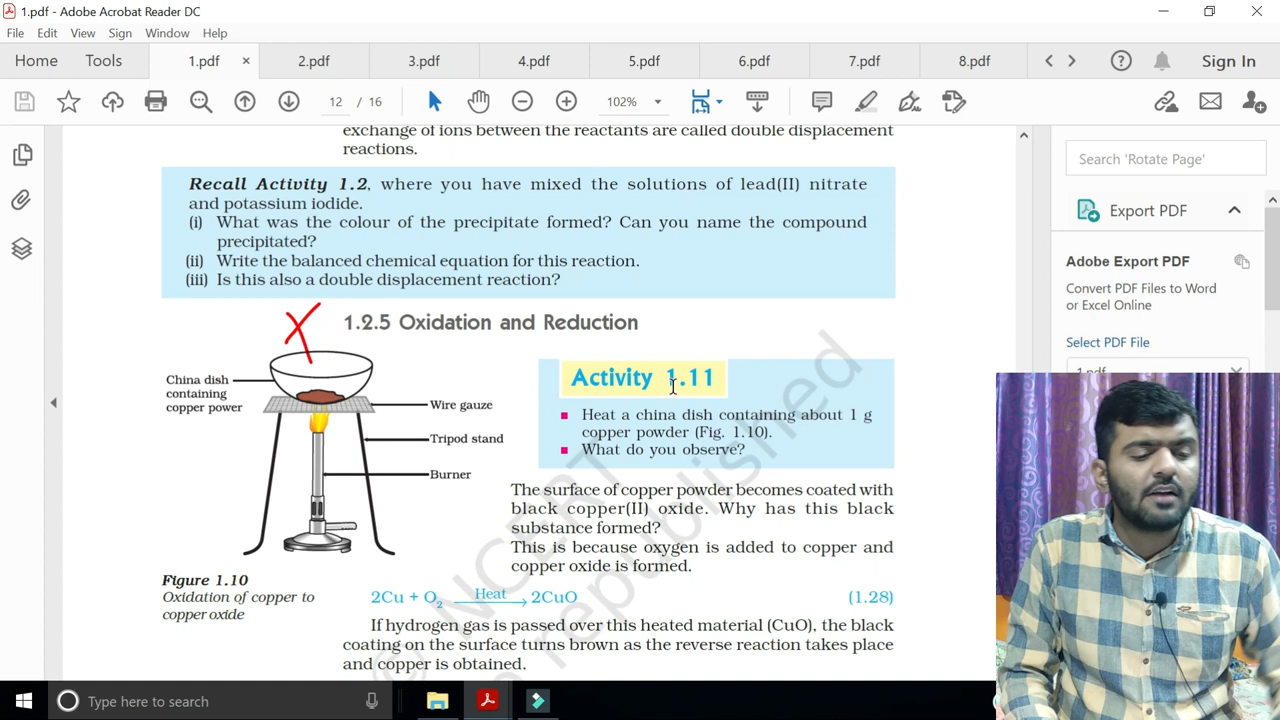 1.pdf - Adobe Acrobat Reader DC
File Edit View Sign Window Help
Home Tools 1.pdf × 2.pdf 3.pdf 4.pdf 5.pdf 6.pdf 7.pdf 8.pdf Sign In
12 / 16 102%
exchange of ions between the reactants are called double displacement
reactions.
Recall Activity 1.2, where you have mixed the solutions of lead(II) nitrate
and potassium iodide.
(i) What was the colour of the precipitate formed? Can you name the compound
precipitated?
(ii) Write the balanced chemical equation for this reaction.
(iii) Is this also a double displacement reaction?
1.2.5 Oxidation and Reduction
China dish
containing
copper power
Wire gauze
Tripod stand
Burner
Figure 1.10
Oxidation of copper to
copper oxide
Activity 1.11
Heat a china dish containing about 1 g
copper powder (Fig. 1.10).
What do you observe?
The surface of copper powder becomes coated with
black copper(II) oxide. Why has this black
substance formed?
This is because oxygen is added to copper and
copper oxide is formed.
2Cu + O₂ Heat→ 2CuO (1.28)
If hydrogen gas is passed over this heated material (CuO), the black
coating on the surface turns brown as the reverse reaction takes place
and copper is obtained.
© NCERT
republished
Search 'Rotate Page'
Export PDF
Adobe Export PDF
Convert PDF Files to Word
or Excel Online
Select PDF File
1.pdf
Type here to search